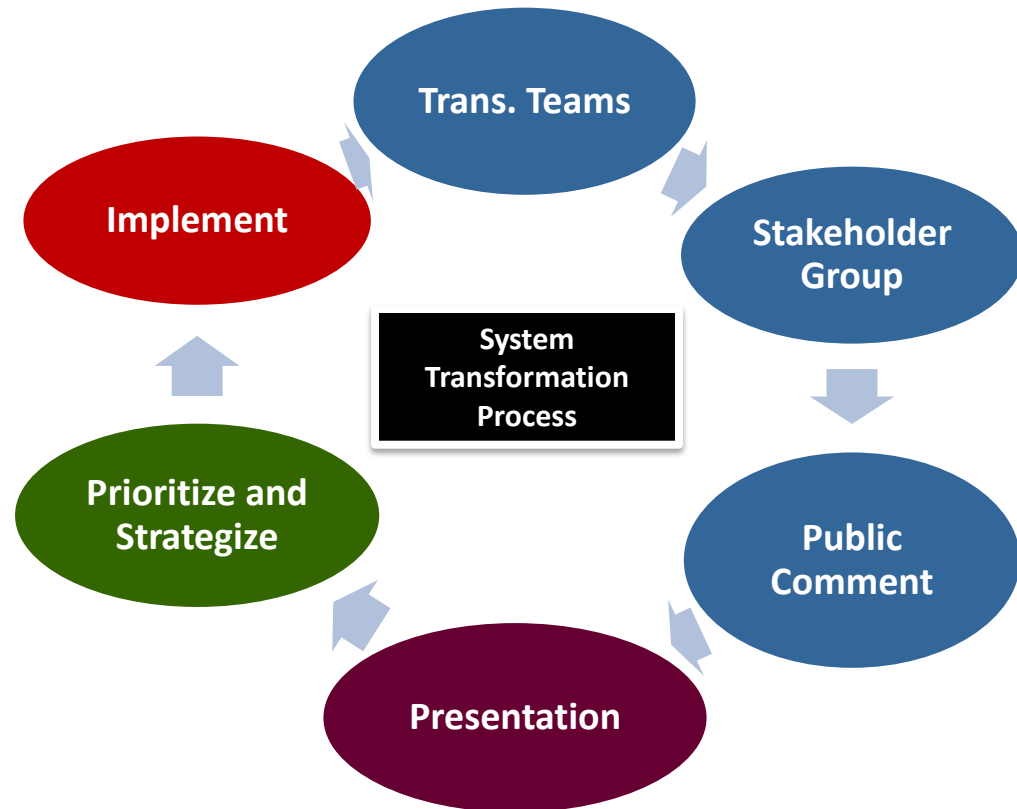 Trans. Teams
Stakeholder
Group
Public
Comment
Presentation
Prioritize and
Strategize
Implement
System
Transformation
Process